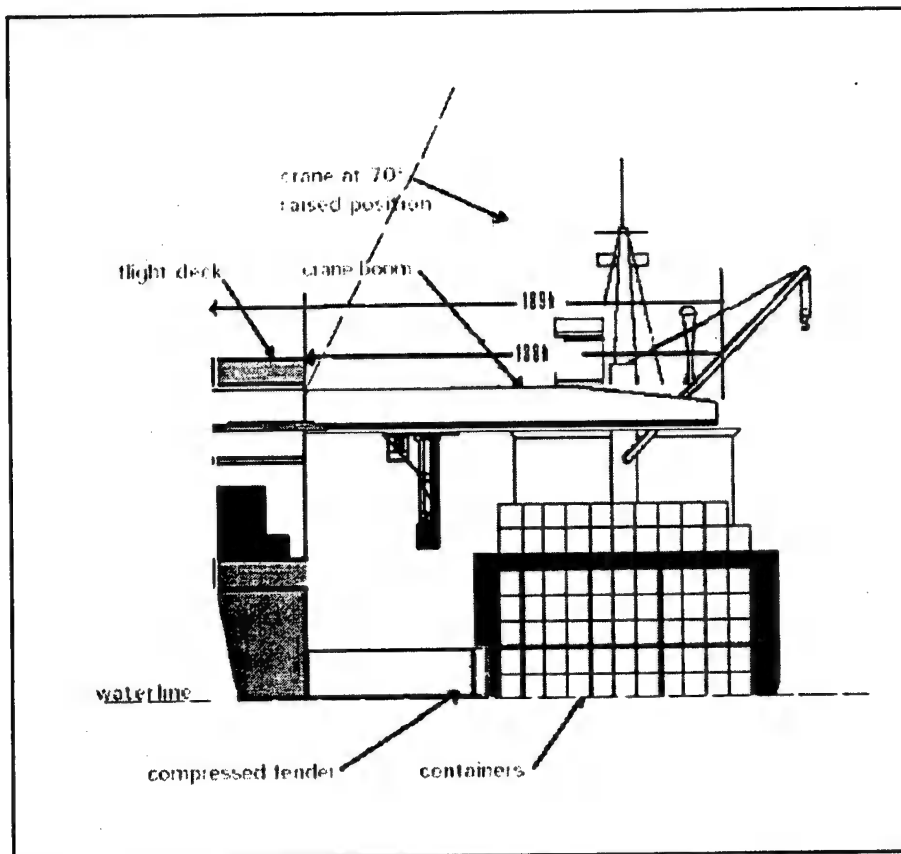 crane at 70°
raised position
flight deck
crane boom
189ft
188ft
waterline
compressed fender
containers